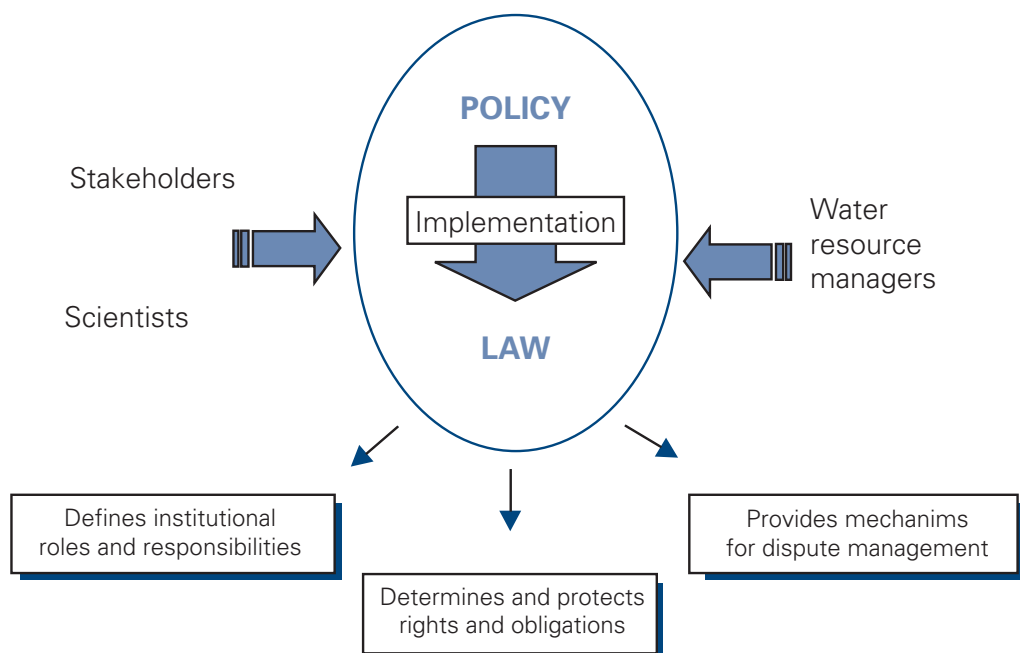 POLICY
Stakeholders
Implementation
Water
resource
managers
Scientists
LAW
Defines institutional
roles and responsibilities
Provides mechanims
for dispute management
Determines and protects
rights and obligations